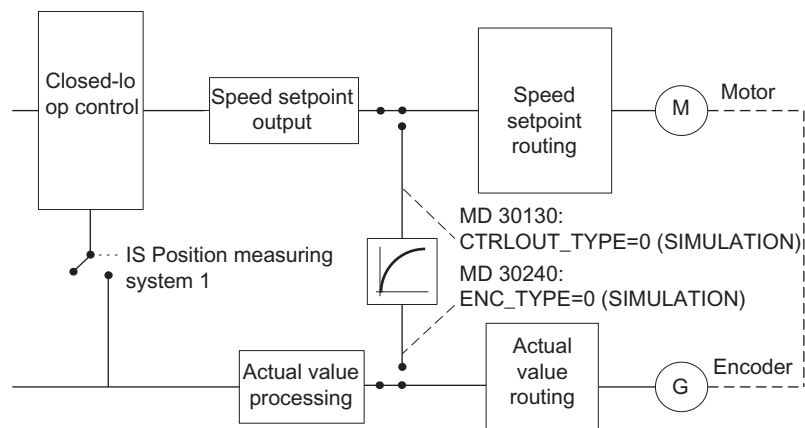 Closed-lo
op control
Speed setpoint
output
Speed
setpoint
routing
M
Motor
MD 30130:
CTRLOUT_TYPE=0 (SIMULATION)
IS Position measuring
system 1
MD 30240:
ENC_TYPE=0 (SIMULATION)
Actual value
processing
Actual
value
routing
G
Encoder